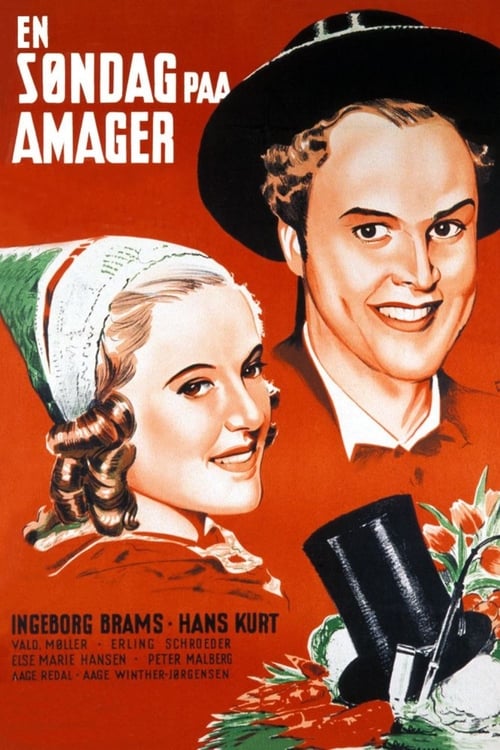 EN
SØNDAG PAA
AMAGER
INGEBORG BRAMS · HANS KURT
VALD. MØLLER · ERLING SCHROEDER
ELSE MARIE HANSEN · PETER MALBERG
AAGE REDAL · AAGE WINTHER-JØRGENSEN